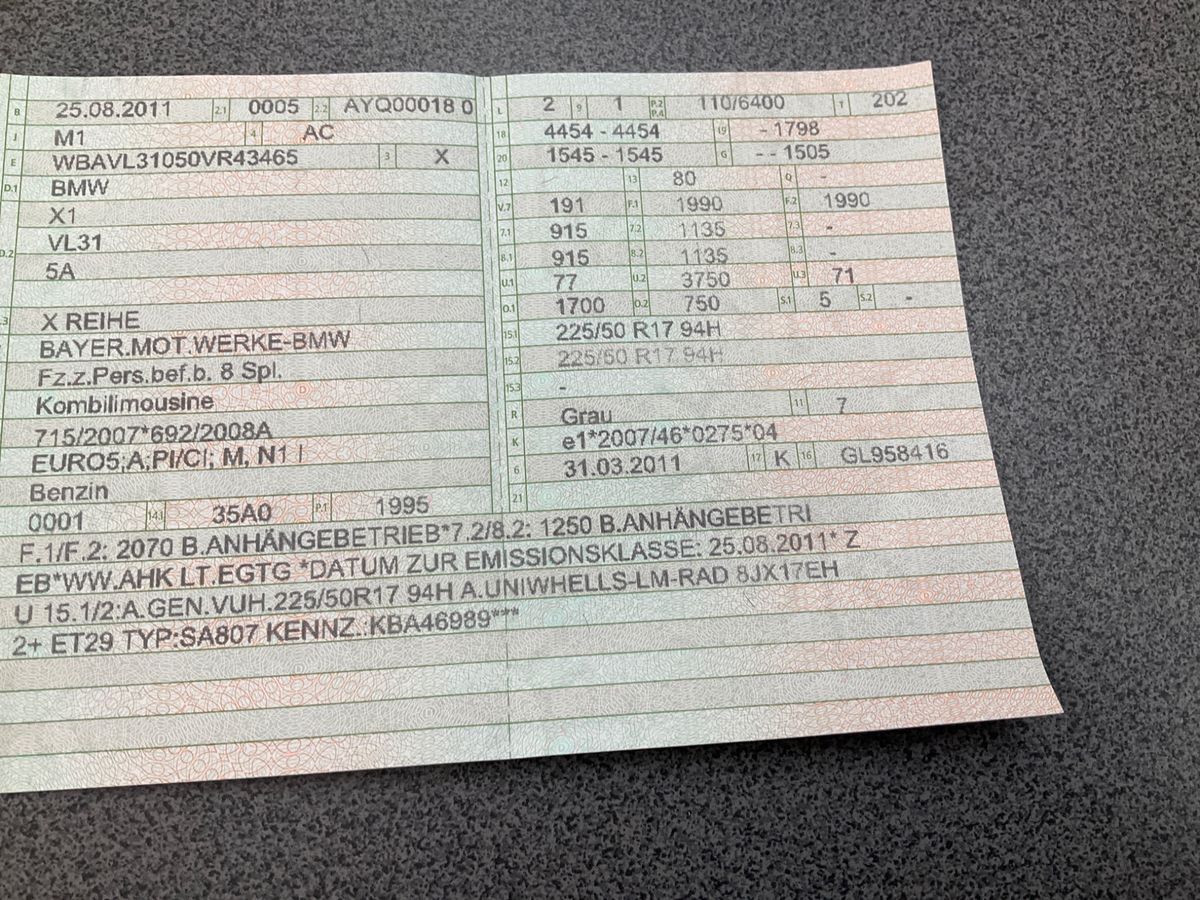 B 25.08.2011 2.1 0005 2.2 AYQ00018 0
J M1 4 AC
E WBAVL31050VR43465 3 X
D.1 BMW
X1
D.2 VL31
5A
.3 X REIHE
BAYER.MOT.WERKE-BMW
Fz.z.Pers.bef.b. 8 Spl.
Kombilimousine
715/2007*692/2008A
EURO5;A;PI/CI; M, N1 I
Benzin
0001 14.1 35A0 P.1 1995
L 2 9 1 P.2 P.4 110/6400 T 202
18 4454 - 4454 19 - 1798
20 1545 - 1545 G - - 1505
12 13 80 Q -
V.7 191 F.1 1990 F.2 1990
7.1 915 7.2 1135 7.3 -
8.1 915 8.2 1135 8.3 -
U.1 77 U.2 3750 U.3 71
O.1 1700 O.2 750 S.1 5 S.2 -
15.1 225/50 R17 94H
15.2 225/50 R17 94H
15.3 -
R Grau 11 7
K e1*2007/46*0275*04
6 31.03.2011 17 K 16 GL958416
21
F.1/F.2: 2070 B.ANHÄNGEBETRIEB*7.2/8.2: 1250 B.ANHÄNGEBETRI
EB*WW.AHK LT.EGTG *DATUM ZUR EMISSIONSKLASSE: 25.08.2011* Z
U 15.1/2:A.GEN.VUH.225/50R17 94H A.UNIWHELLS-LM-RAD 8JX17EH
2+ ET29 TYP:SA807 KENNZ.:KBA46989***